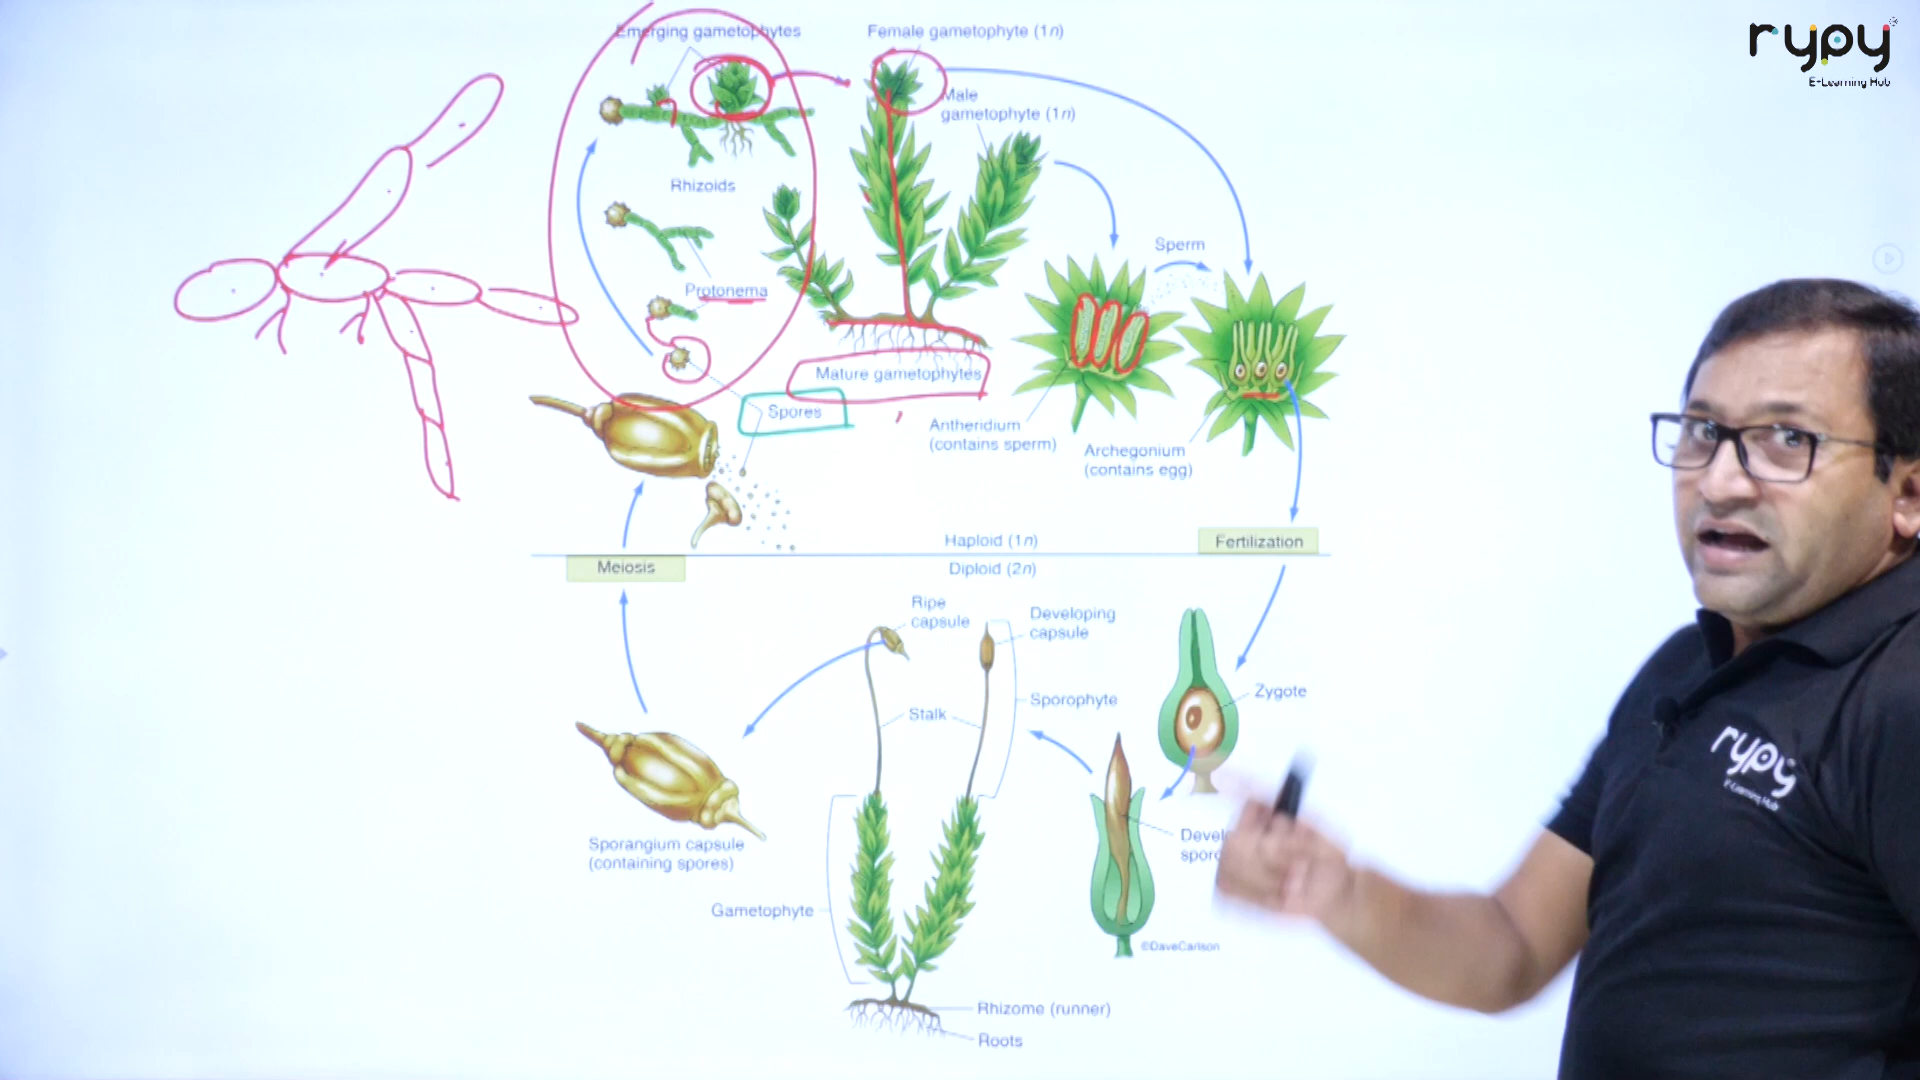 Emerging gametophytes
Female gametophyte (1n)
rypy
E-Learning Hub
Male
gametophyte (1n)
Rhizoids
Sperm
Protonema
Mature gametophytes
Spores
Antheridium
(contains sperm)
Archegonium
(contains egg)
Haploid (1n)
Fertilization
Meiosis
Diploid (2n)
Ripe
capsule
Developing
capsule
Zygote
Sporophyte
Stalk
rypy
E-Learning Hub
Sporangium capsule
(containing spores)
Gametophyte
©DaveCarlson
Rhizome (runner)
Roots